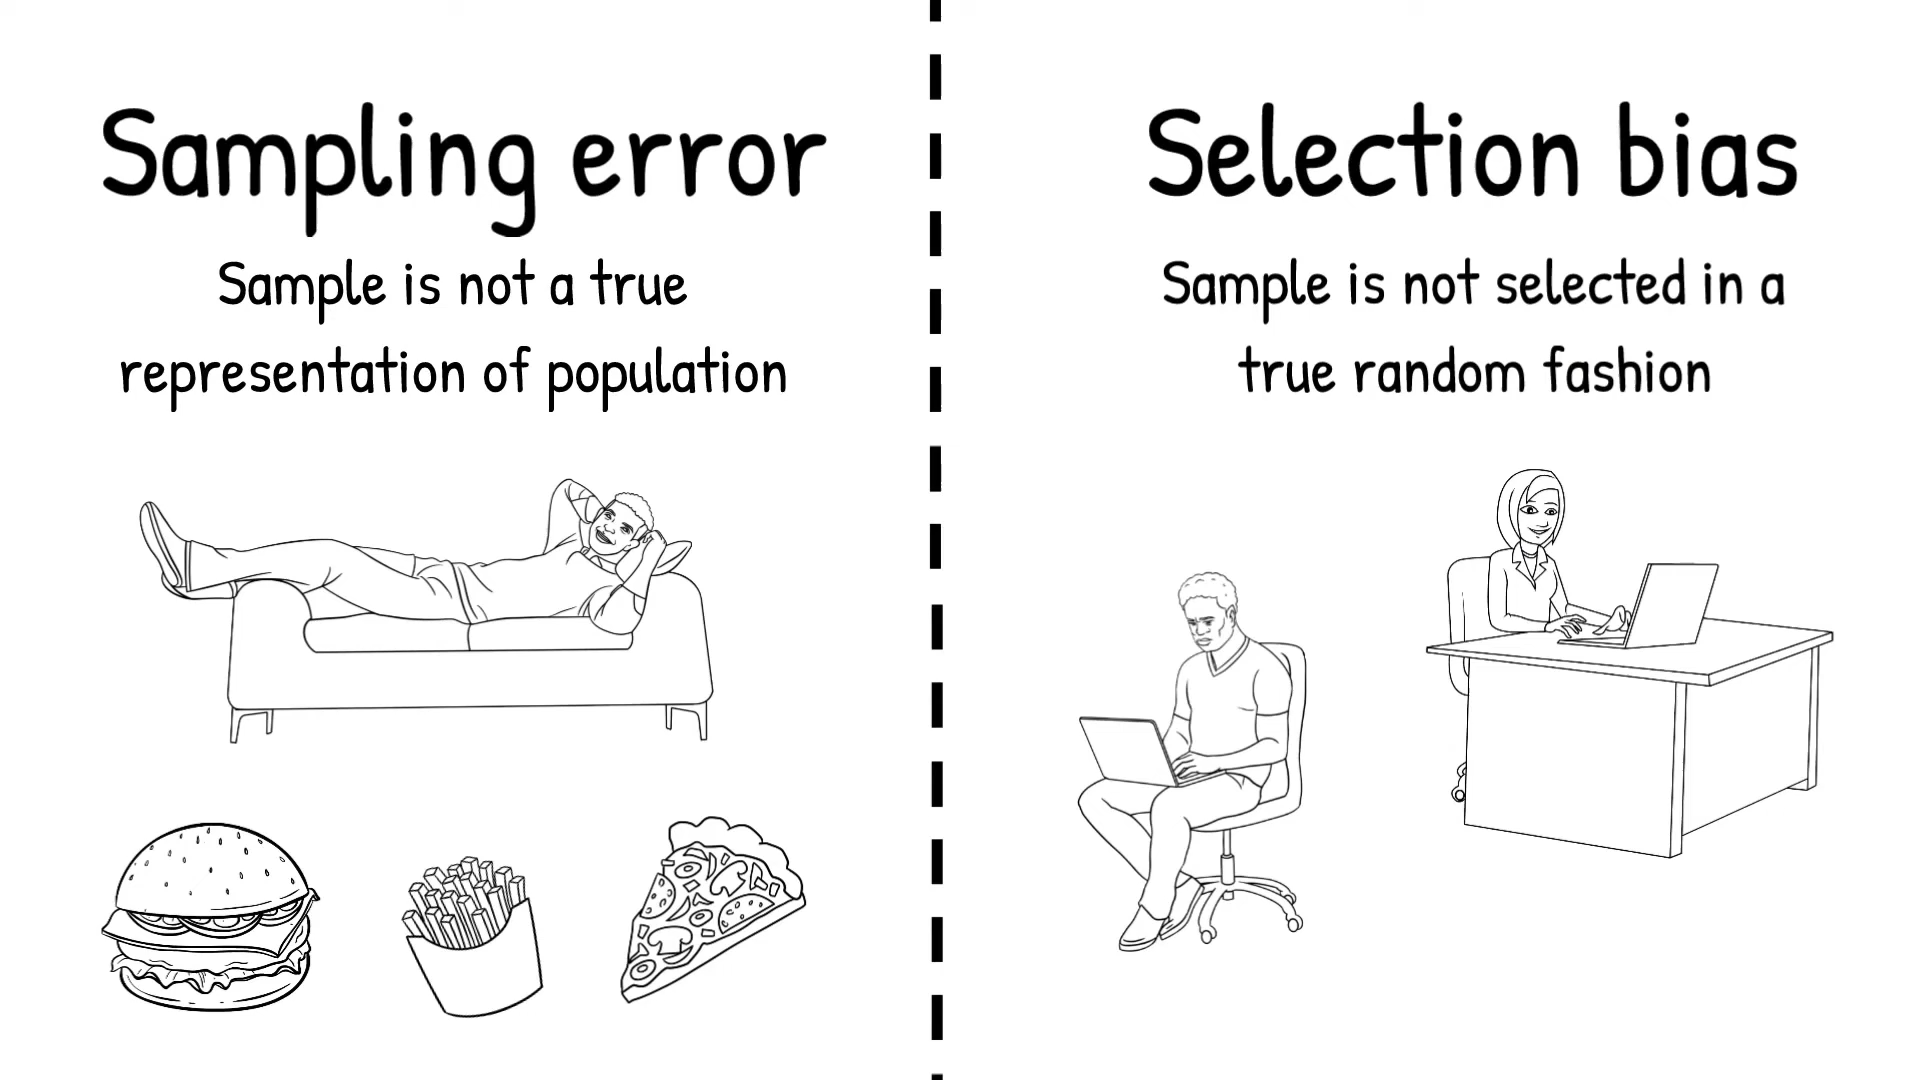 Sampling error
Sample is not a true
representation of population
Selection bias
Sample is not selected in a
true random fashion